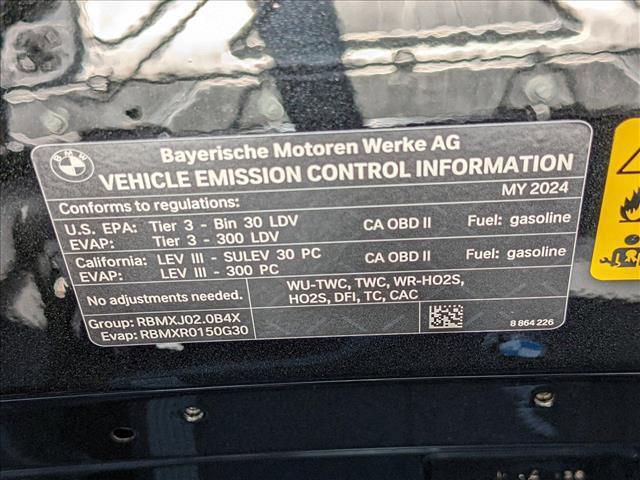 BMW
Bayerische Motoren Werke AG
VEHICLE EMISSION CONTROL INFORMATION
MY 2024
Conforms to regulations:
U.S. EPA: Tier 3 - Bin 30 LDV CA OBD II Fuel: gasoline
EVAP: Tier 3 - 300 LDV
California: LEV III - SULEV 30 PC CA OBD II Fuel: gasoline
EVAP: LEV III - 300 PC
No adjustments needed.
WU-TWC, TWC, WR-HO2S,
HO2S, DFI, TC, CAC
Group: RBMXJ02.0B4X
Evap: RBMXR0150G30
8 864 226